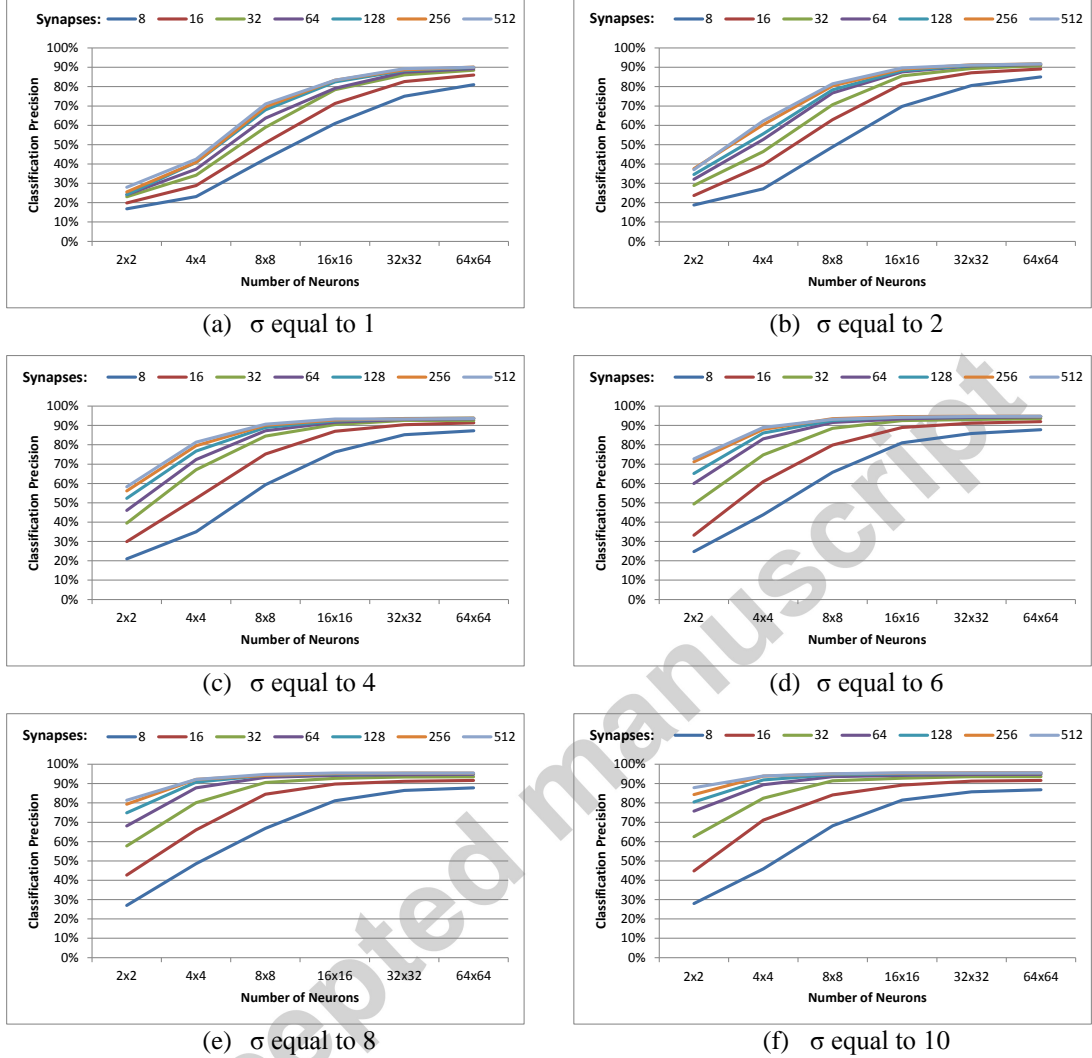 Synapses: 8 16 32 64 128 256 512
100%
90%
80%
70%
60%
50%
40%
30%
20%
10%
0%
Classification Precision
2x2 4x4 8x8 16x16 32x32 64x64
Number of Neurons
(a) σ equal to 1
Synapses: 8 16 32 64 128 256 512
100%
90%
80%
70%
60%
50%
40%
30%
20%
10%
0%
Classification Precision
2x2 4x4 8x8 16x16 32x32 64x64
Number of Neurons
(b) σ equal to 2
Synapses: 8 16 32 64 128 256 512
100%
90%
80%
70%
60%
50%
40%
30%
20%
10%
0%
Classification Precision
2x2 4x4 8x8 16x16 32x32 64x64
Number of Neurons
(c) σ equal to 4
Synapses: 8 16 32 64 128 256 512
100%
90%
80%
70%
60%
50%
40%
30%
20%
10%
0%
Classification Precision
2x2 4x4 8x8 16x16 32x32 64x64
Number of Neurons
(d) σ equal to 6
Synapses: 8 16 32 64 128 256 512
100%
90%
80%
70%
60%
50%
40%
30%
20%
10%
0%
Classification Precision
2x2 4x4 8x8 16x16 32x32 64x64
Number of Neurons
(e) σ equal to 8
Synapses: 8 16 32 64 128 256 512
100%
90%
80%
70%
60%
50%
40%
30%
20%
10%
0%
Classification Precision
2x2 4x4 8x8 16x16 32x32 64x64
Number of Neurons
(f) σ equal to 10
epted manuscript